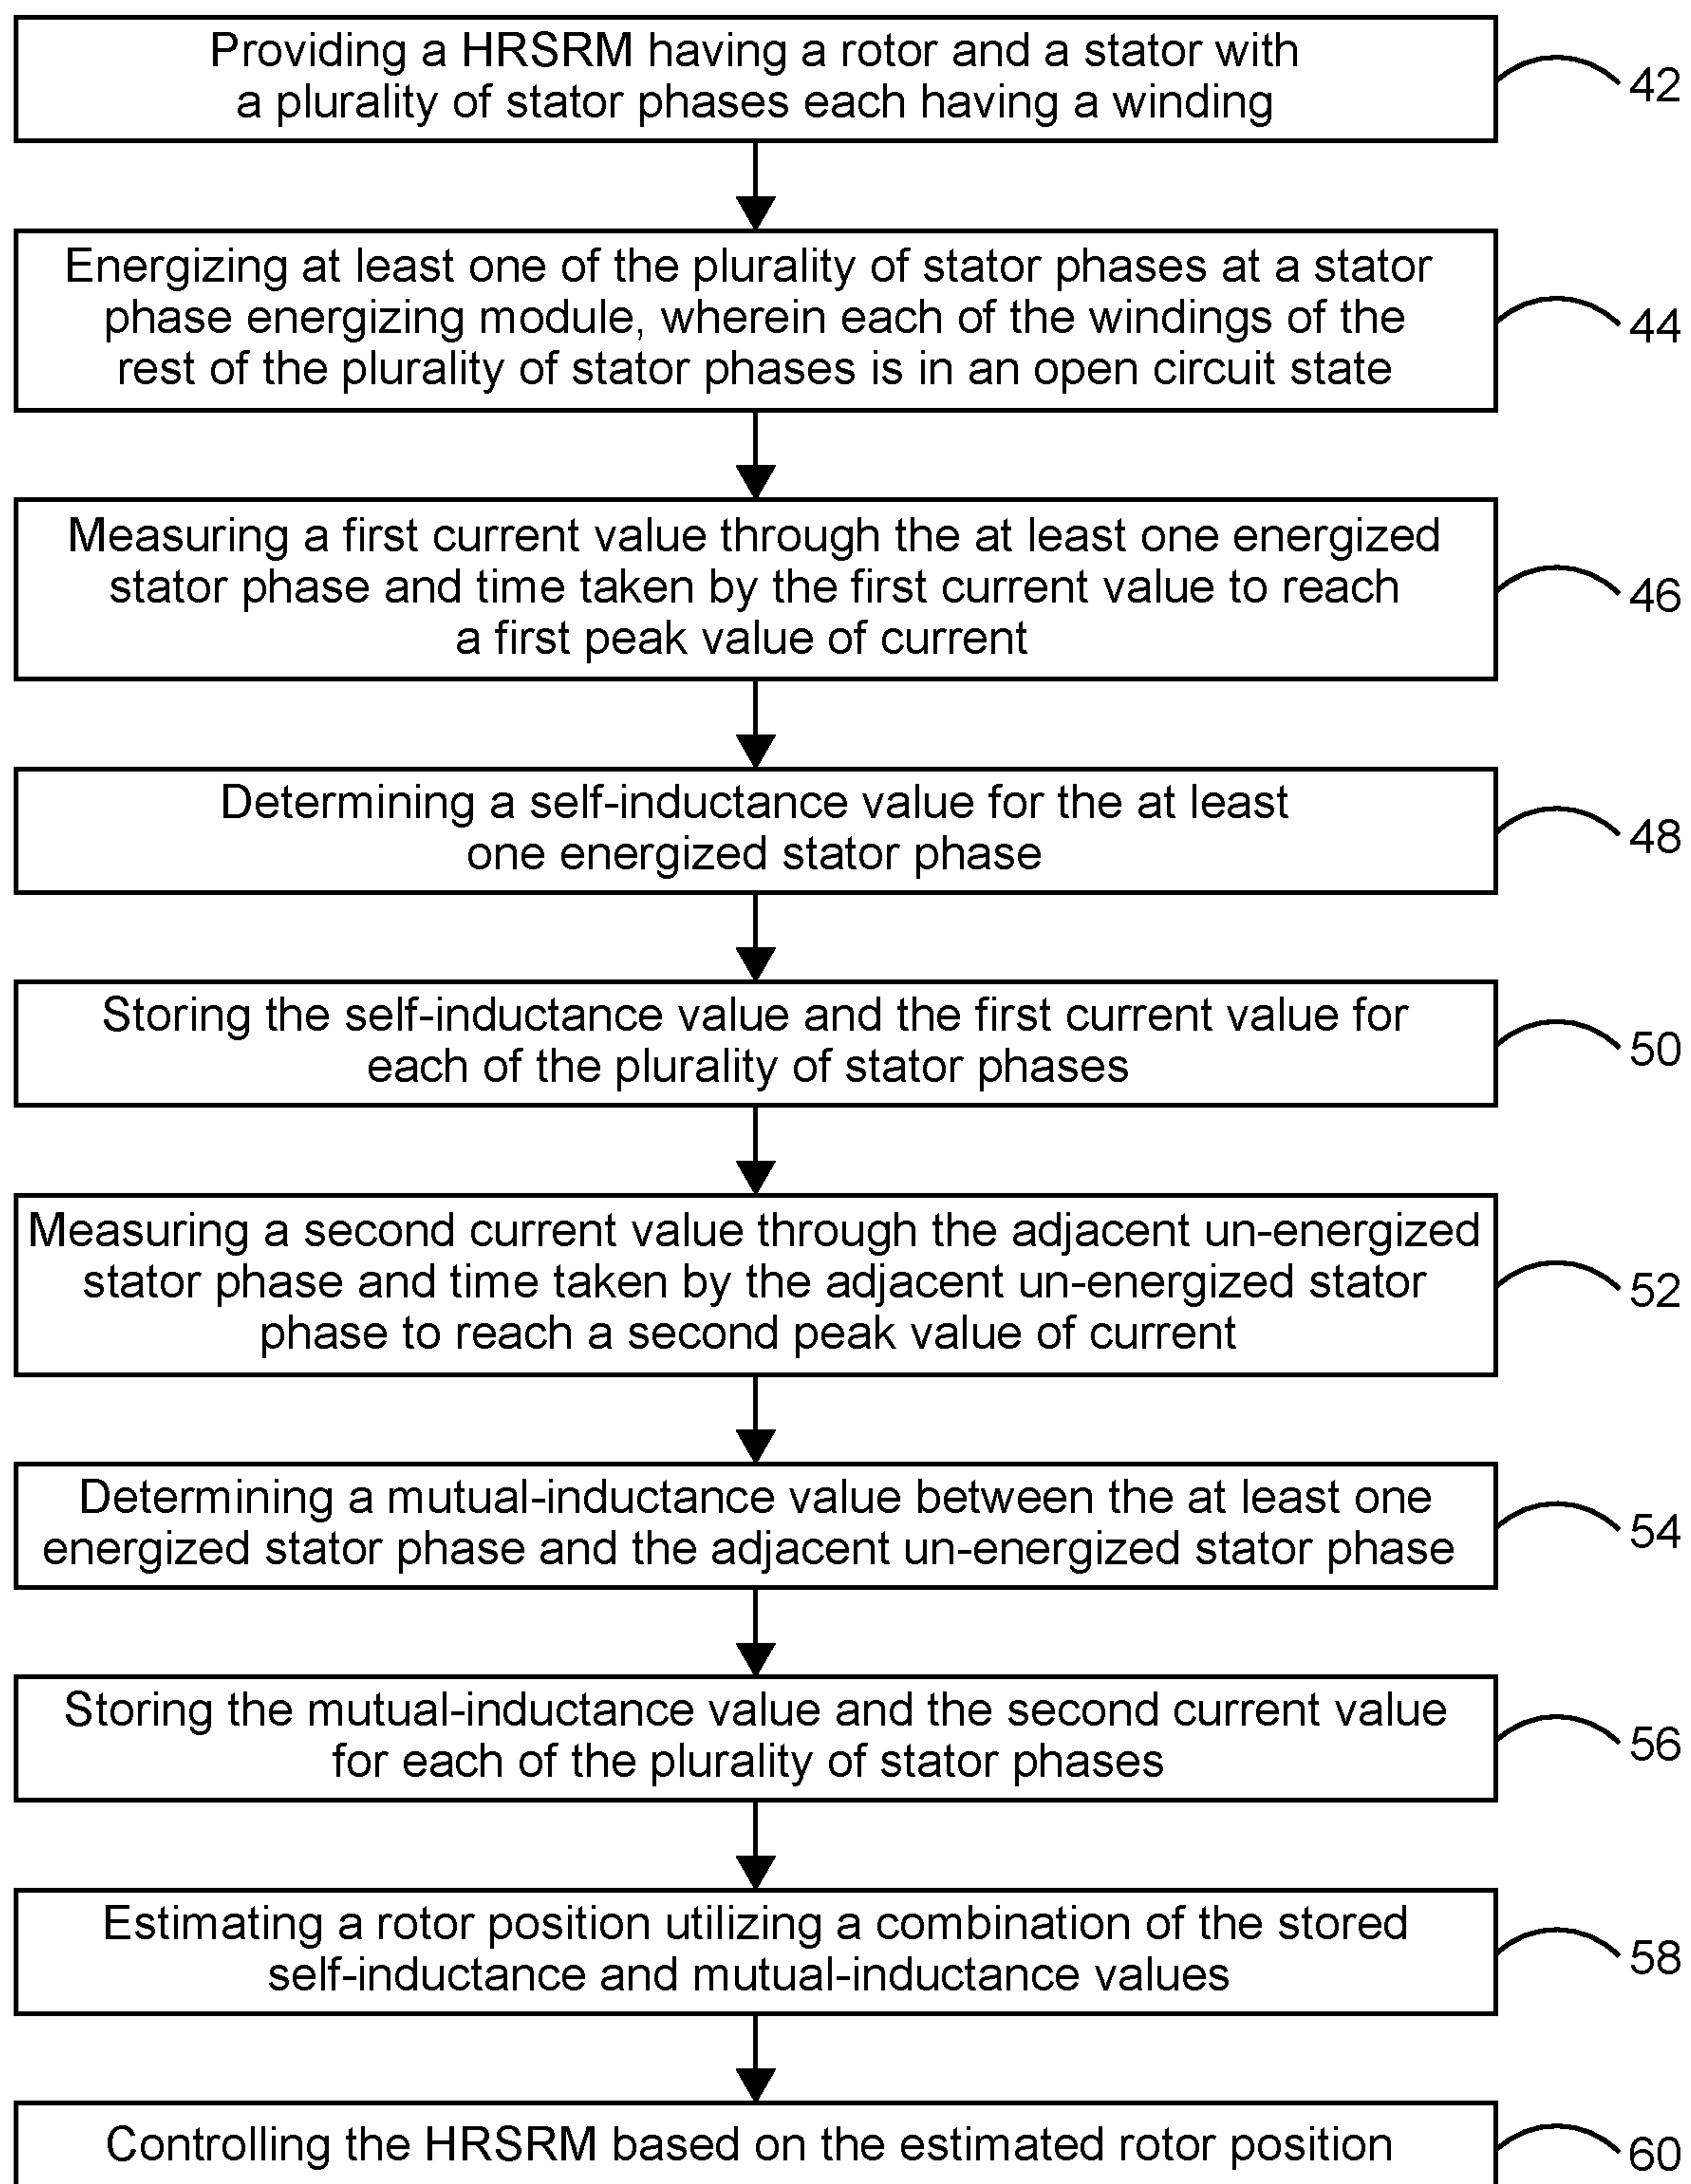 Providing a HRSRM having a rotor and a stator with
a plurality of stator phases each having a winding
42
Energizing at least one of the plurality of stator phases at a stator
phase energizing module, wherein each of the windings of the
rest of the plurality of stator phases is in an open circuit state
44
Measuring a first current value through the at least one energized
stator phase and time taken by the first current value to reach
a first peak value of current
46
Determining a self-inductance value for the at least
one energized stator phase
48
Storing the self-inductance value and the first current value for
each of the plurality of stator phases
50
Measuring a second current value through the adjacent un-energized
stator phase and time taken by the adjacent un-energized stator
phase to reach a second peak value of current
52
Determining a mutual-inductance value between the at least one
energized stator phase and the adjacent un-energized stator phase
54
Storing the mutual-inductance value and the second current value
for each of the plurality of stator phases
56
Estimating a rotor position utilizing a combination of the stored
self-inductance and mutual-inductance values
58
Controlling the HRSRM based on the estimated rotor position
60